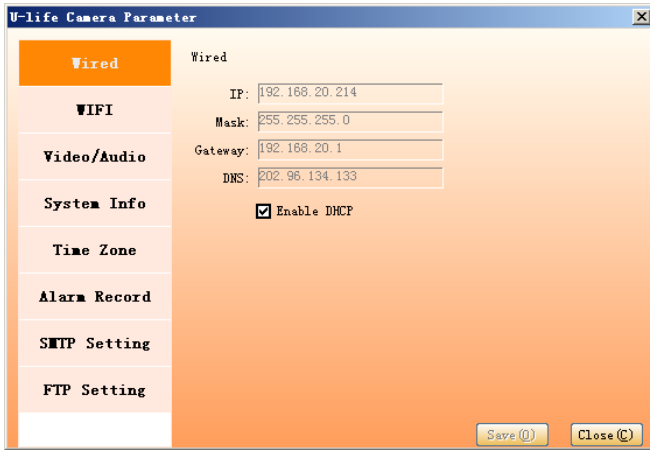 U-life Camera Parameter
Wired
WIFI
Video/Audio
System Info
Time Zone
Alarm Record
SMTP Setting
FTP Setting
Wired
IP: 192.168.20.214
Mask: 255.255.255.0
Gateway: 192.168.20.1
DNS: 202.96.134.133
Enable DHCP
Save(O)
Close(C)